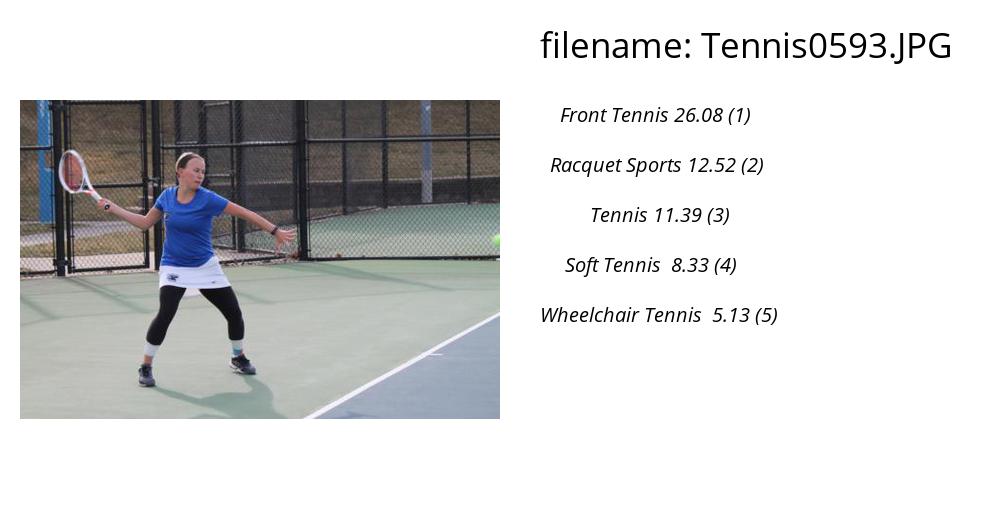 filename: Tennis0593.JPG
Front Tennis 26.08 (1)
Racquet Sports 12.52 (2)
Tennis 11.39 (3)
Soft Tennis 8.33 (4)
Wheelchair Tennis 5.13 (5)